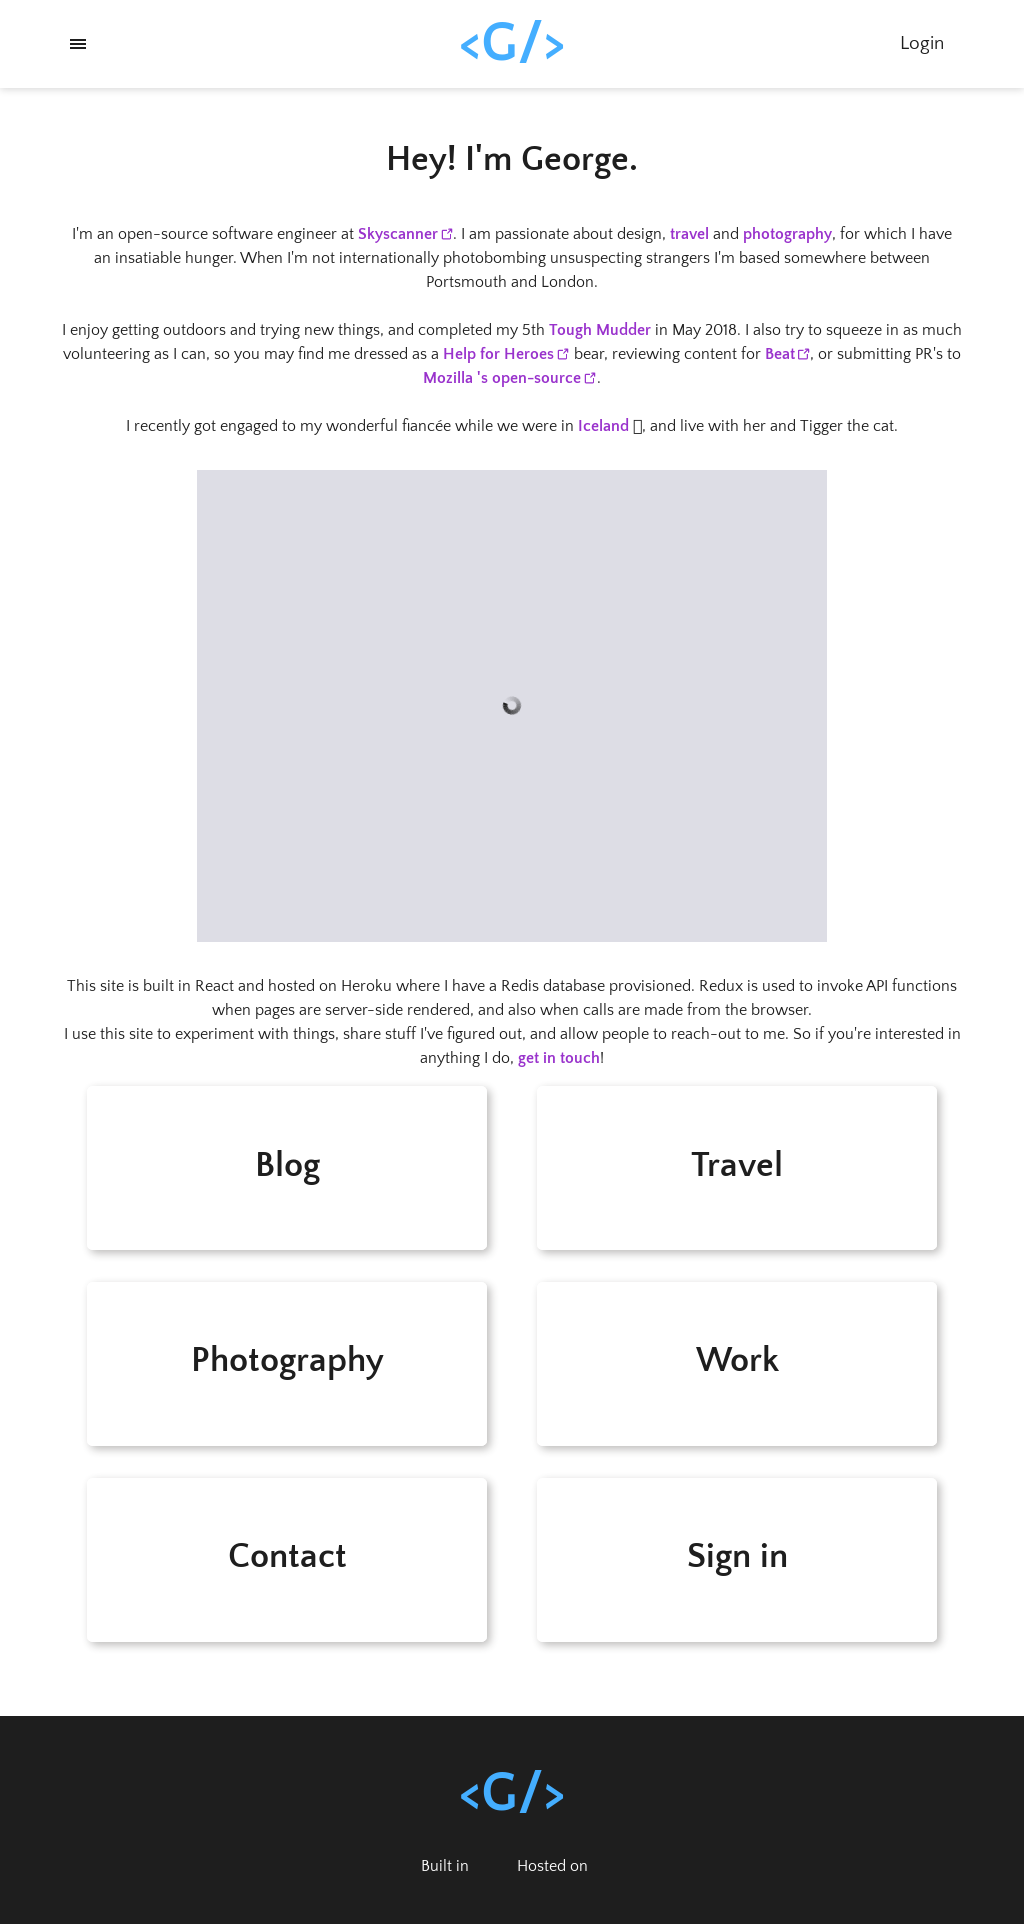 <G/>
Login
Hey! I'm George.
I'm an open-source software engineer at Skyscanner. I am passionate about design, travel and photography, for which I have
an insatiable hunger. When I'm not internationally photobombing unsuspecting strangers I'm based somewhere between
Portsmouth and London.
I enjoy getting outdoors and trying new things, and completed my 5th Tough Mudder in May 2018. I also try to squeeze in as much
volunteering as I can, so you may find me dressed as a Help for Heroes bear, reviewing content for Beat, or submitting PR's to
Mozilla 's open-source.
I recently got engaged to my wonderful fiancée while we were in Iceland , and live with her and Tigger the cat.
This site is built in React and hosted on Heroku where I have a Redis database provisioned. Redux is used to invoke API functions
when pages are server-side rendered, and also when calls are made from the browser.
I use this site to experiment with things, share stuff I've figured out, and allow people to reach-out to me. So if you're interested in
anything I do, get in touch!
Blog
Travel
Photography
Work
Contact
Sign in
<G/>
Built in
Hosted on